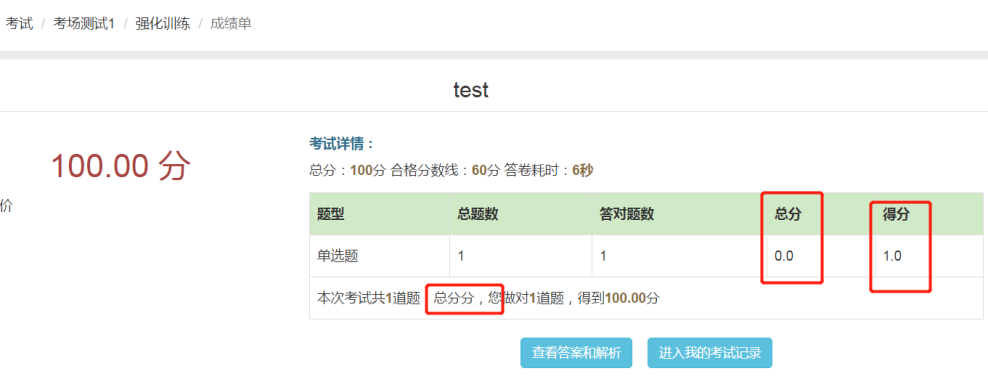 考试 / 考场测试1 / 强化训练 / 成绩单
test
100.00 分
价
考试详情：
总分：100分 合格分数线：60分 答卷耗时：6秒
题型 总题数 答对题数 总分 得分
单选题 1 1 0.0 1.0
本次考试共1道题 总分分，您做对1道题，得到100.00分
查看答案和解析 进入我的考试记录